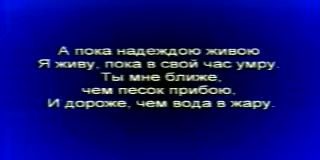 А пока надеждою живою
Я живу, пока в свой час умру.
Ты мне ближе,
чем песок прибою,
И дороже, чем вода в жару.